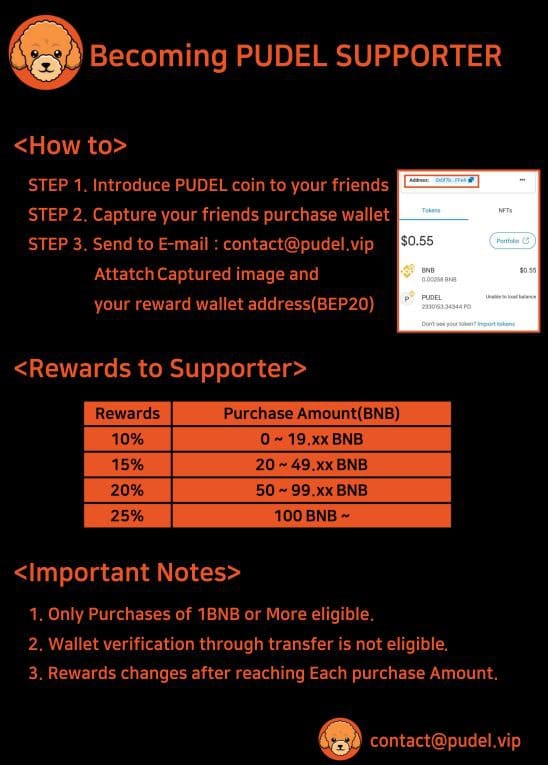 Becoming PUDEL SUPPORTER
<How to>
STEP 1. Introduce PUDEL coin to your friends
STEP 2. Capture your friends purchase wallet
STEP 3. Send to E-mail : contact@pudel.vip
Attatch Captured image and
your reward wallet address(BEP20)
Address:
Tokens NFTs
$0.55 Portfolio
BNB $0.55
0.00258 BNB
P PUDEL Unable to load balance
2330153.34344 PD
Don't see your token? Import tokens
<Rewards to Supporter>
Rewards Purchase Amount(BNB)
10% 0 ~ 19.xx BNB
15% 20 ~ 49.xx BNB
20% 50 ~ 99.xx BNB
25% 100 BNB ~
<Important Notes>
1. Only Purchases of 1BNB or More eligible.
2. Wallet verification through transfer is not eligible.
3. Rewards changes after reaching Each purchase Amount.
contact@pudel.vip